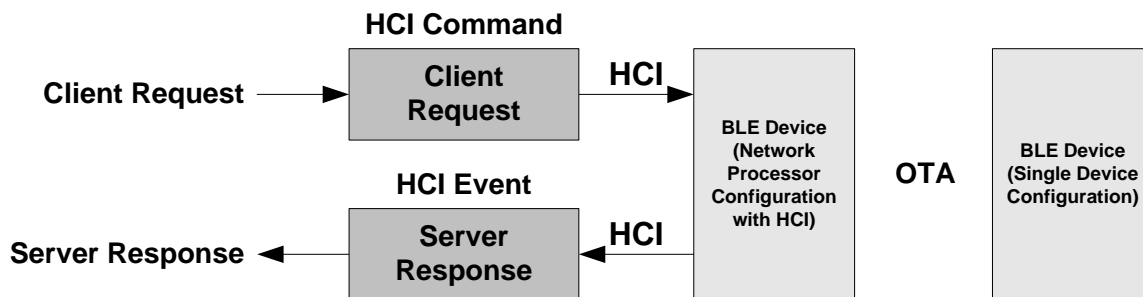 HCI Command
Client Request
Client
Request
HCI
HCI Event
Server Response
Server
Response
HCI
BLE Device
(Network
Processor
Configuration
with HCI)
OTA
BLE Device
(Single Device
Configuration)